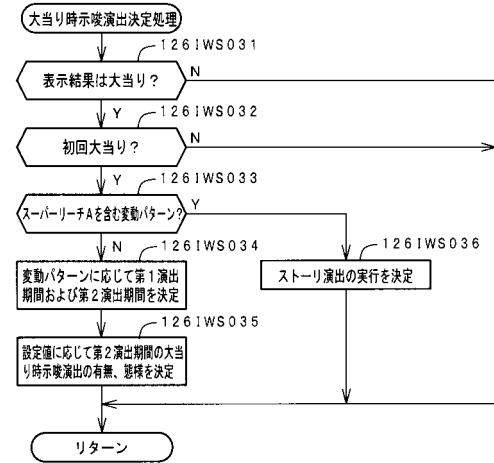 大当り時示唆演出決定処理
126IWS031
表示結果は大当り?
N
Y
126IWS032
初回大当り?
N
Y
126IWS033
スーパーリーチAを含む変動パターン?
Y
N
126IWS034
変動パターンに応じて第1演出
期間および第2演出期間を決定
126IWS036
ストーリ演出の実行を決定
126IWS035
設定値に応じて第2演出期間の大当
り時示唆演出の有無、態様を決定
リターン